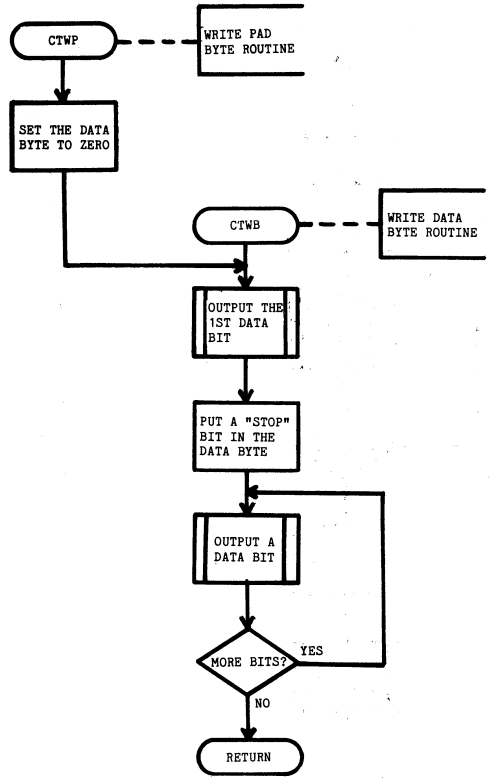 CTWP
WRITE PAD
BYTE ROUTINE
SET THE DATA
BYTE TO ZERO
CTWB
WRITE DATA
BYTE ROUTINE
OUTPUT THE
1ST DATA
BIT
PUT A "STOP"
BIT IN THE
DATA BYTE
OUTPUT A
DATA BIT
MORE BITS?
YES
NO
RETURN